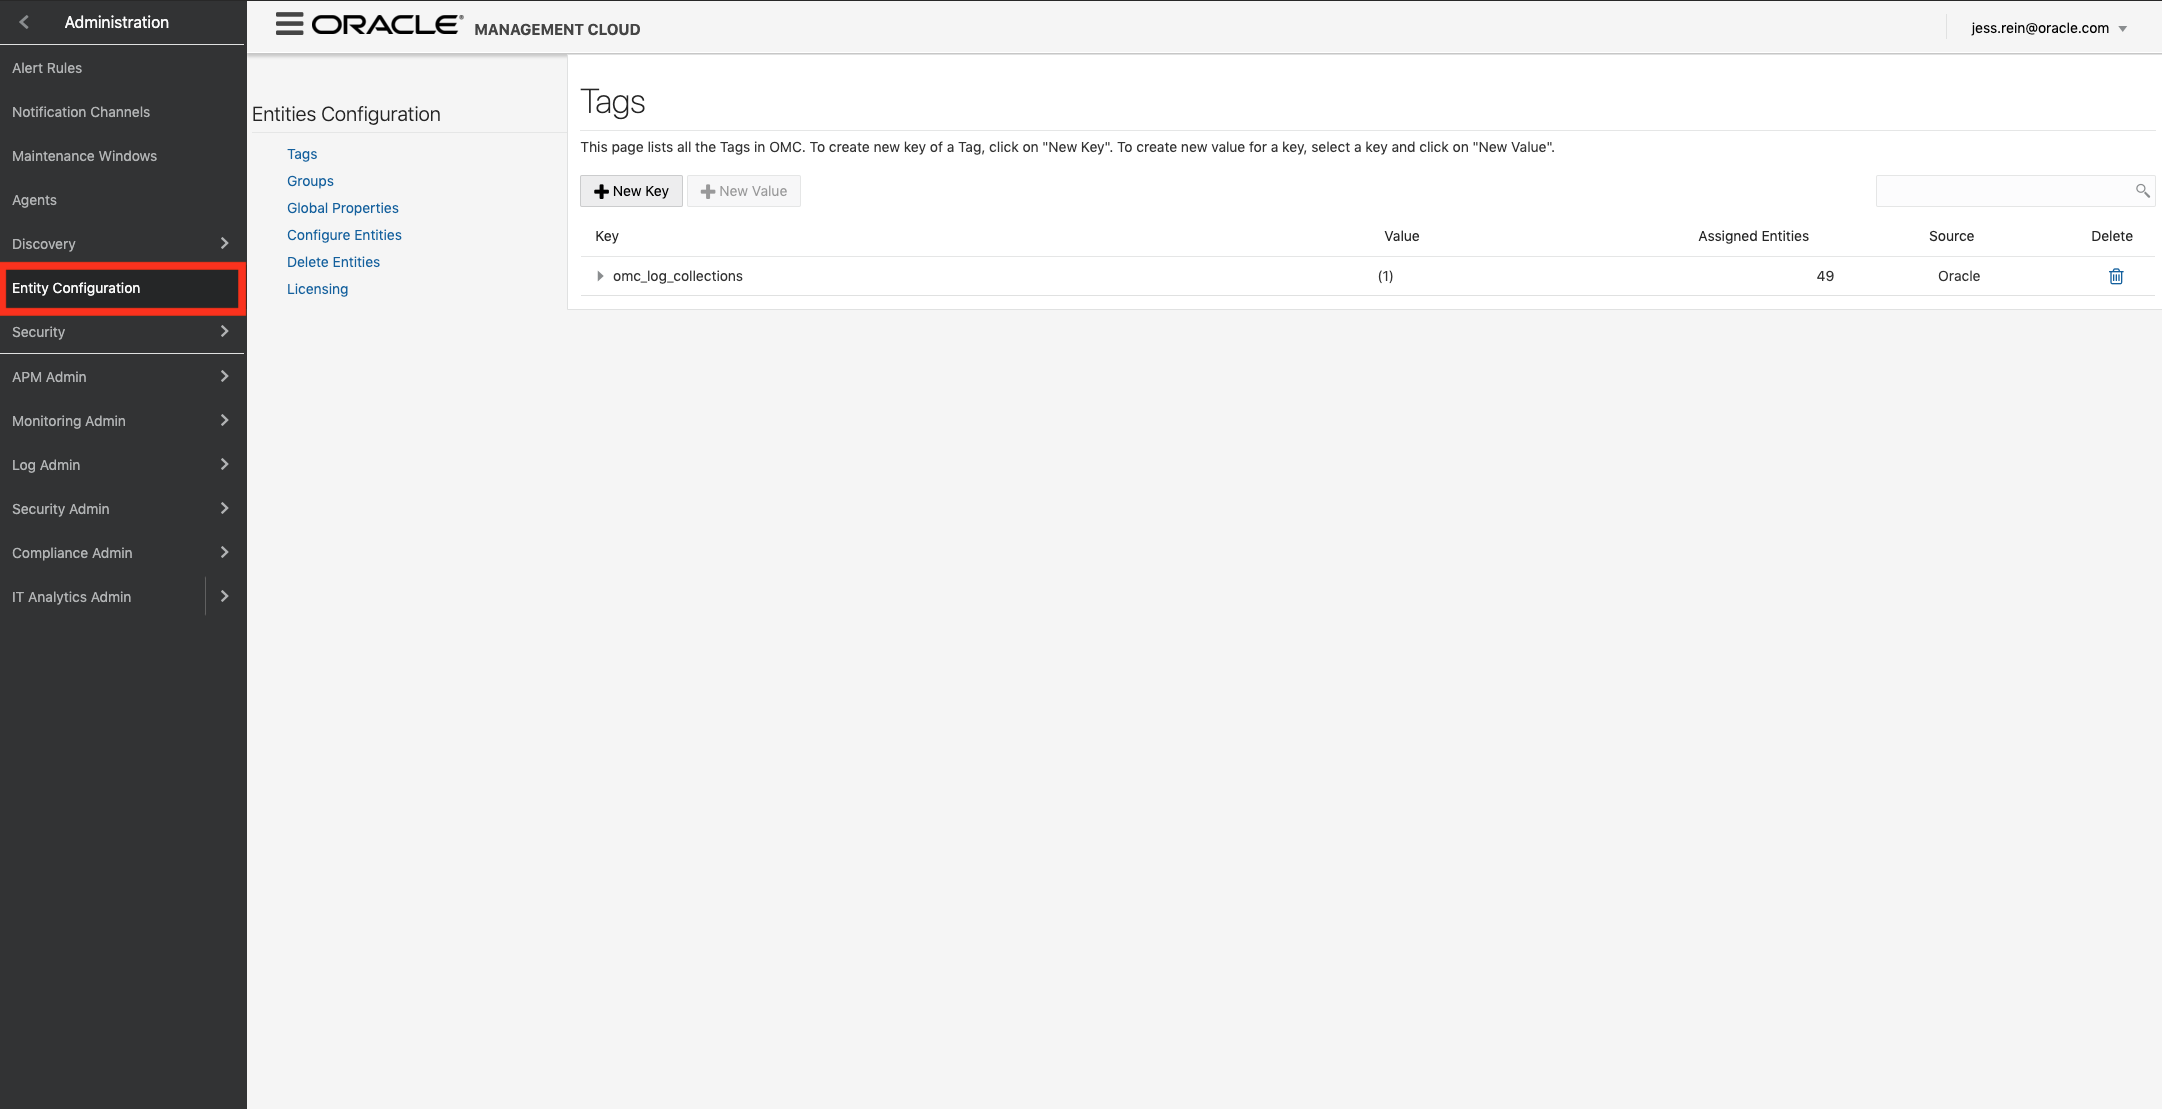 Administration
Alert Rules
Notification Channels
Maintenance Windows
Agents
Discovery
Entity Configuration
Security
APM Admin
Monitoring Admin
Log Admin
Security Admin
Compliance Admin
IT Analytics Admin
ORACLE® MANAGEMENT CLOUD
jess.rein@oracle.com
Entities Configuration
Tags
Groups
Global Properties
Configure Entities
Delete Entities
Licensing
Tags
This page lists all the Tags in OMC. To create new key of a Tag, click on "New Key". To create new value for a key, select a key and click on "New Value".
New Key New Value
Key Value Assigned Entities Source Delete
omc_log_collections (1) 49 Oracle